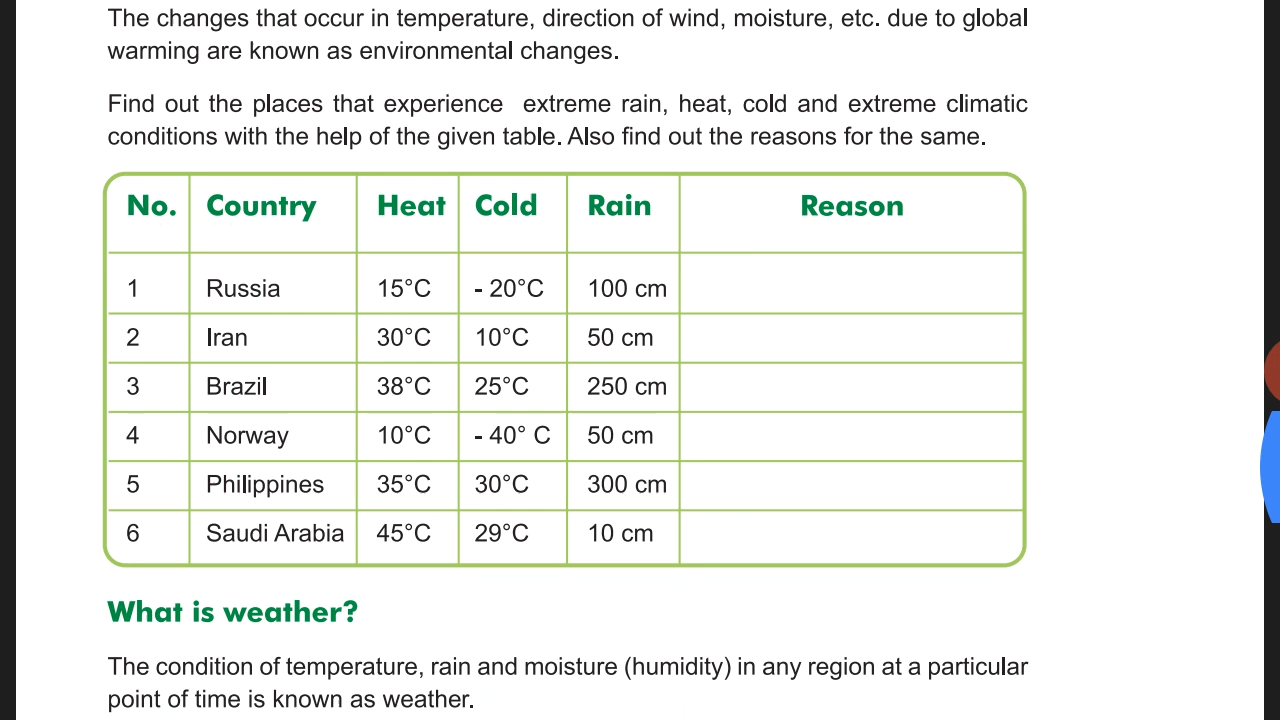 The changes that occur in temperature, direction of wind, moisture, etc. due to global
warming are known as environmental changes.
Find out the places that experience extreme rain, heat, cold and extreme climatic
conditions with the help of the given table. Also find out the reasons for the same.
No. Country Heat Cold Rain Reason
1 Russia 15°C - 20°C 100 cm
2 Iran 30°C 10°C 50 cm
3 Brazil 38°C 25°C 250 cm
4 Norway 10°C - 40° C 50 cm
5 Philippines 35°C 30°C 300 cm
6 Saudi Arabia 45°C 29°C 10 cm
What is weather?
The condition of temperature, rain and moisture (humidity) in any region at a particular
point of time is known as weather.